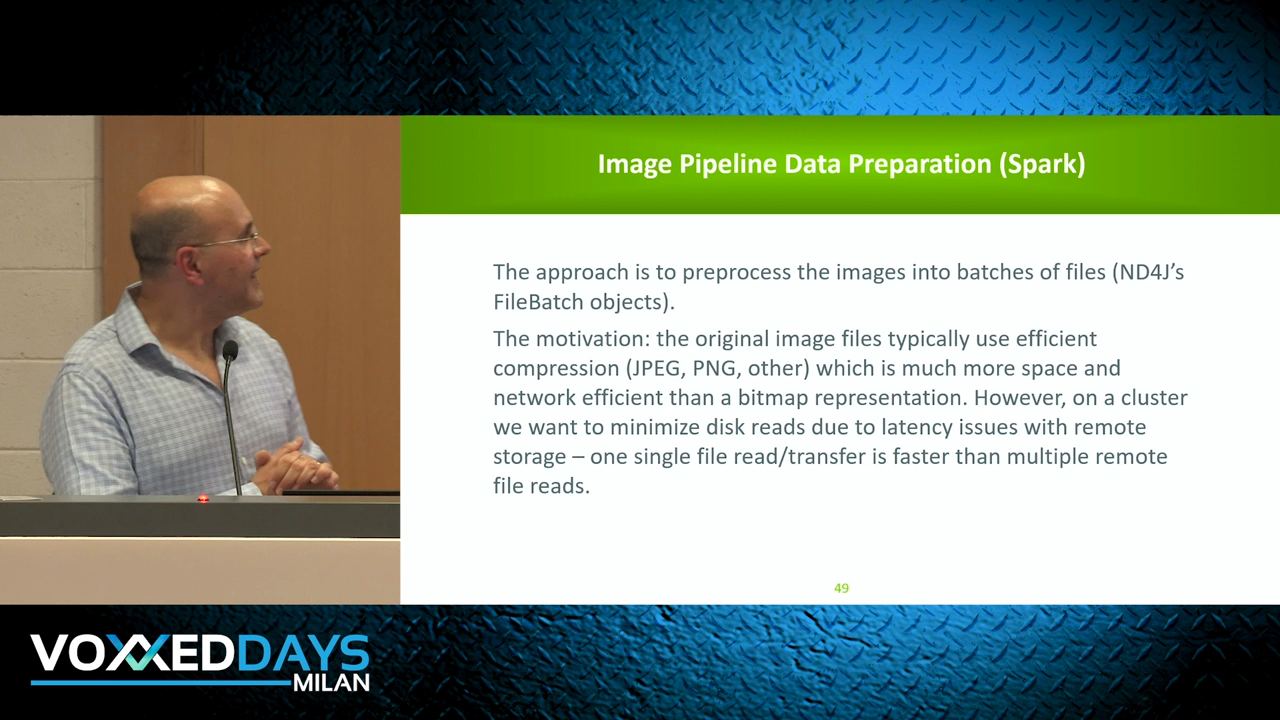 Image Pipeline Data Preparation (Spark)
The approach is to preprocess the images into batches of files (ND4J’s
FileBatch objects).
The motivation: the original image files typically use efficient
compression (JPEG, PNG, other) which is much more space and
network efficient than a bitmap representation. However, on a cluster
we want to minimize disk reads due to latency issues with remote
storage – one single file read/transfer is faster than multiple remote
file reads.
49
VOXXEDDAYS
MILAN